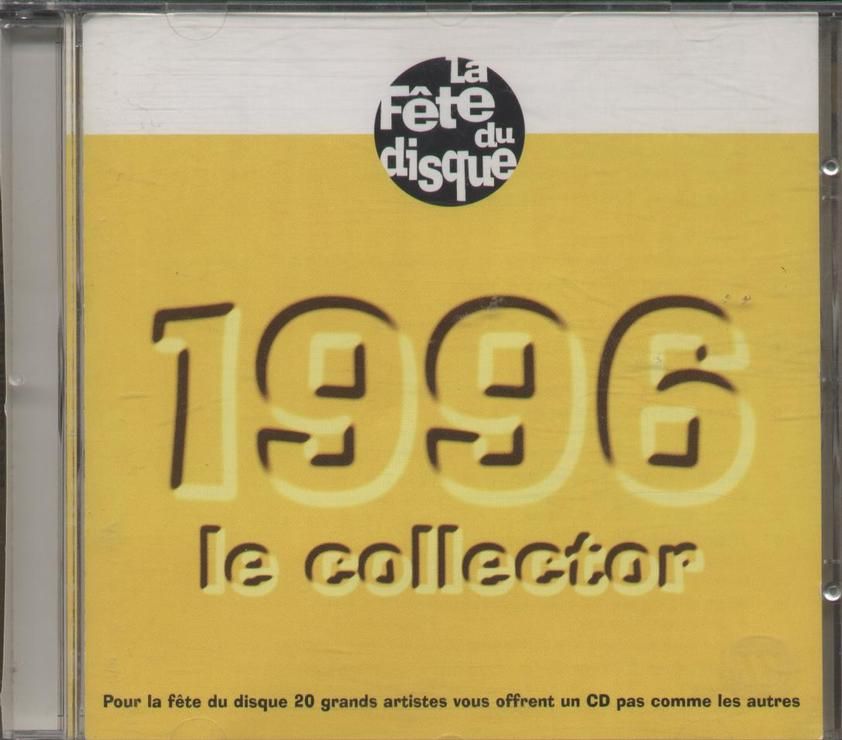 La
Fête
du
disque
1996
le collector
Pour la fête du disque 20 grands artistes vous offrent un CD pas comme les autres